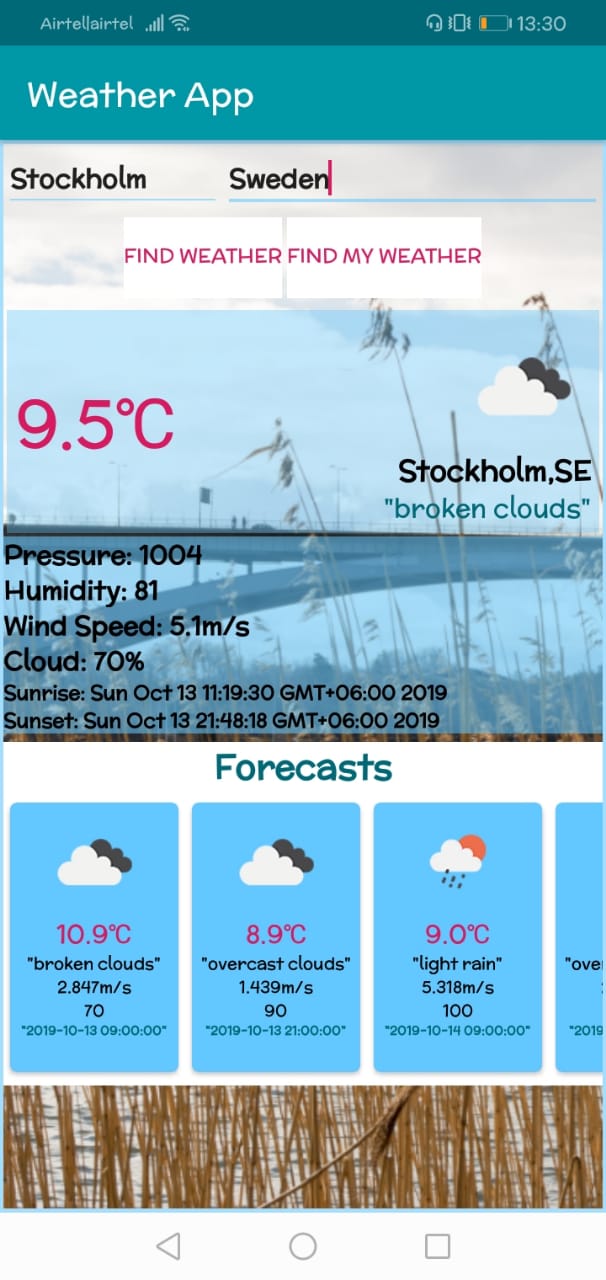 Airtel|airtel 13:30
Weather App
Stockholm Sweden
FIND WEATHER FIND MY WEATHER
9.5°C
Stockholm,SE
"broken clouds"
Pressure: 1004
Humidity: 81
Wind Speed: 5.1m/s
Cloud: 70%
Sunrise: Sun Oct 13 11:19:30 GMT+06:00 2019
Sunset: Sun Oct 13 21:48:18 GMT+06:00 2019
Forecasts
10.9°C
"broken clouds"
2.847m/s
70
"2019-10-13 09:00:00"
8.9°C
"overcast clouds"
1.439m/s
90
"2019-10-13 21:00:00"
9.0°C
"light rain"
5.318m/s
100
"2019-10-14 09:00:00"
"ove
"2019